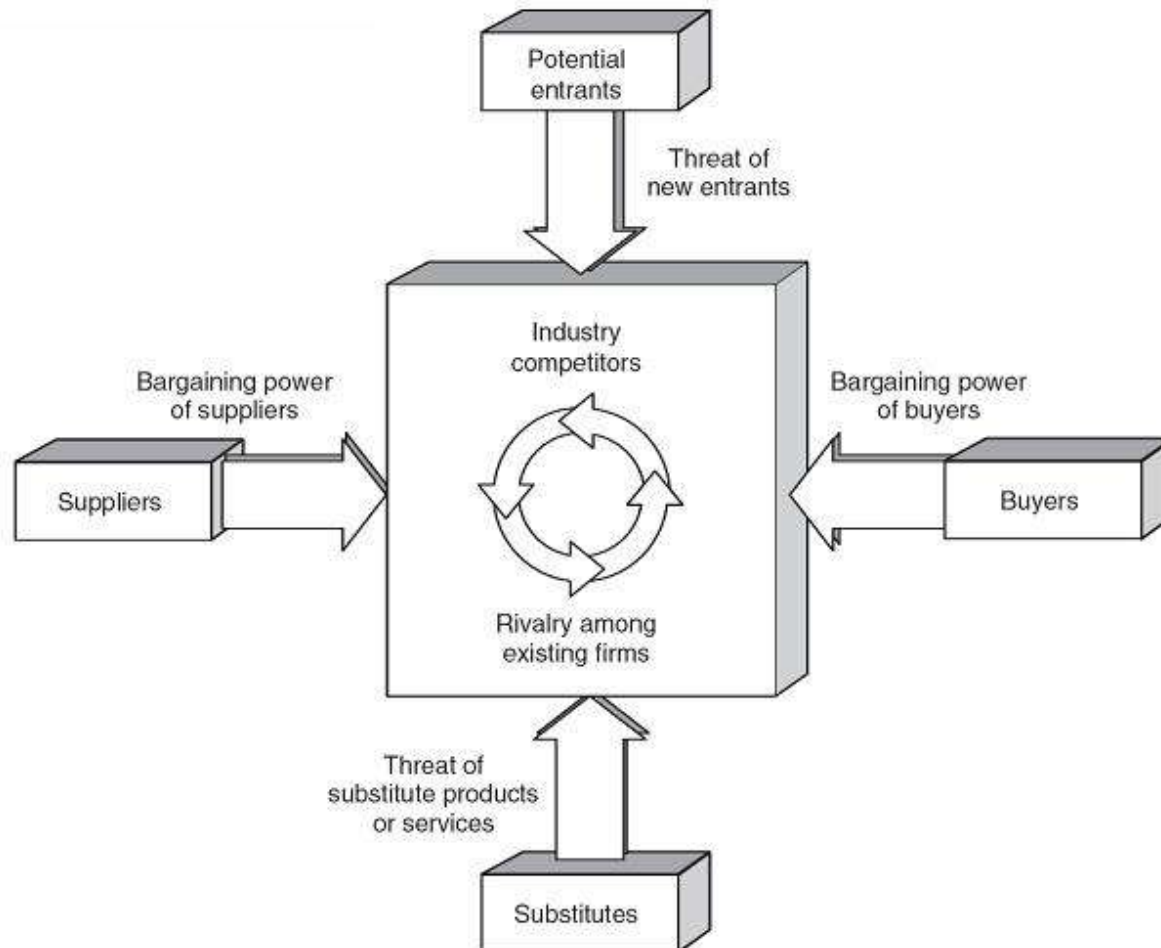 Potential
entrants
Threat of
new entrants
Industry
competitors
Bargaining power
of suppliers
Bargaining power
of buyers
Suppliers
Buyers
Rivalry among
existing firms
Threat of
substitute products
or services
Substitutes